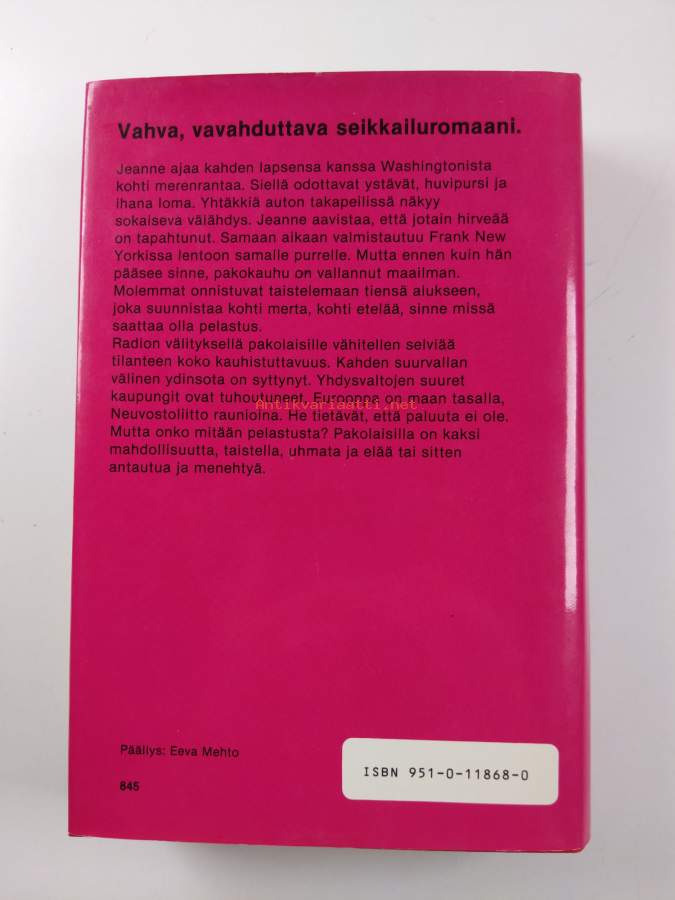 Vahva, vavahduttava seikkailuromaani.
Jeanne ajaa kahden lapsensa kanssa Washingtonista
kohti merenrantaa. Siellä odottavat ystävät, huvipursi ja
ihana loma. Yhtäkkiä auton takapeilissä näkyy
sokaiseva välähdys. Jeanne aavistaa, että jotain hirveää
on tapahtunut. Samaan aikaan valmistautuu Frank New
Yorkissa lentoon samalle purrelle. Mutta ennen kuin hän
pääsee sinne, pakokauhu on vallannut maailman.
Molemmat onnistuvat taistelemaan tiensä alukseen,
joka suunnistaa kohti merta, kohti etelää, sinne missä
saattaa olla pelastus.
Radion välityksellä pakolaisille vähitellen selviää
tilanteen koko kauhistuttavuus. Kahden suurvallan
välinen ydinsota on syttynyt. Yhdysvaltojen suuret
kaupungit ovat tuhoutuneet, Eurooppa on maan tasalla,
Antikvariaatti.net
Neuvostoliitto raunioina. He tietävät, että paluuta ei ole.
Mutta onko mitään pelastusta? Pakolaisilla on kaksi
mahdollisuutta, taistella, uhmata ja elää tai sitten
antautua ja menehtyä.
Päällys: Eeva Mehto
ISBN 951-0-11868-0
845